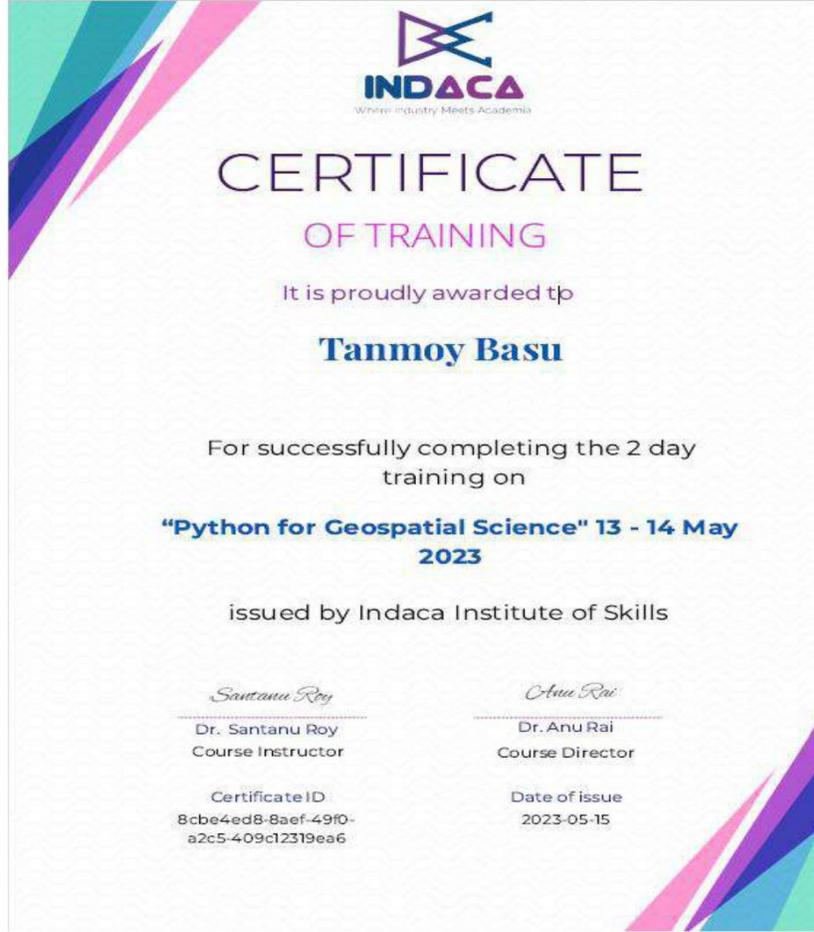 INDACA
Where Industry Meets Academia
CERTIFICATE
OF TRAINING
It is proudly awarded to
Tanmoy Basu
For successfully completing the 2 day
training on
“Python for Geospatial Science" 13 - 14 May
2023
issued by Indaca Institute of Skills
Santanu Roy
Anu Rai
Dr. Santanu Roy
Dr. Anu Rai
Course Instructor
Course Director
Certificate ID
Date of issue
8cbe4ed8-8aef-49f0-
2023-05-15
a2c5-409c12319ea6